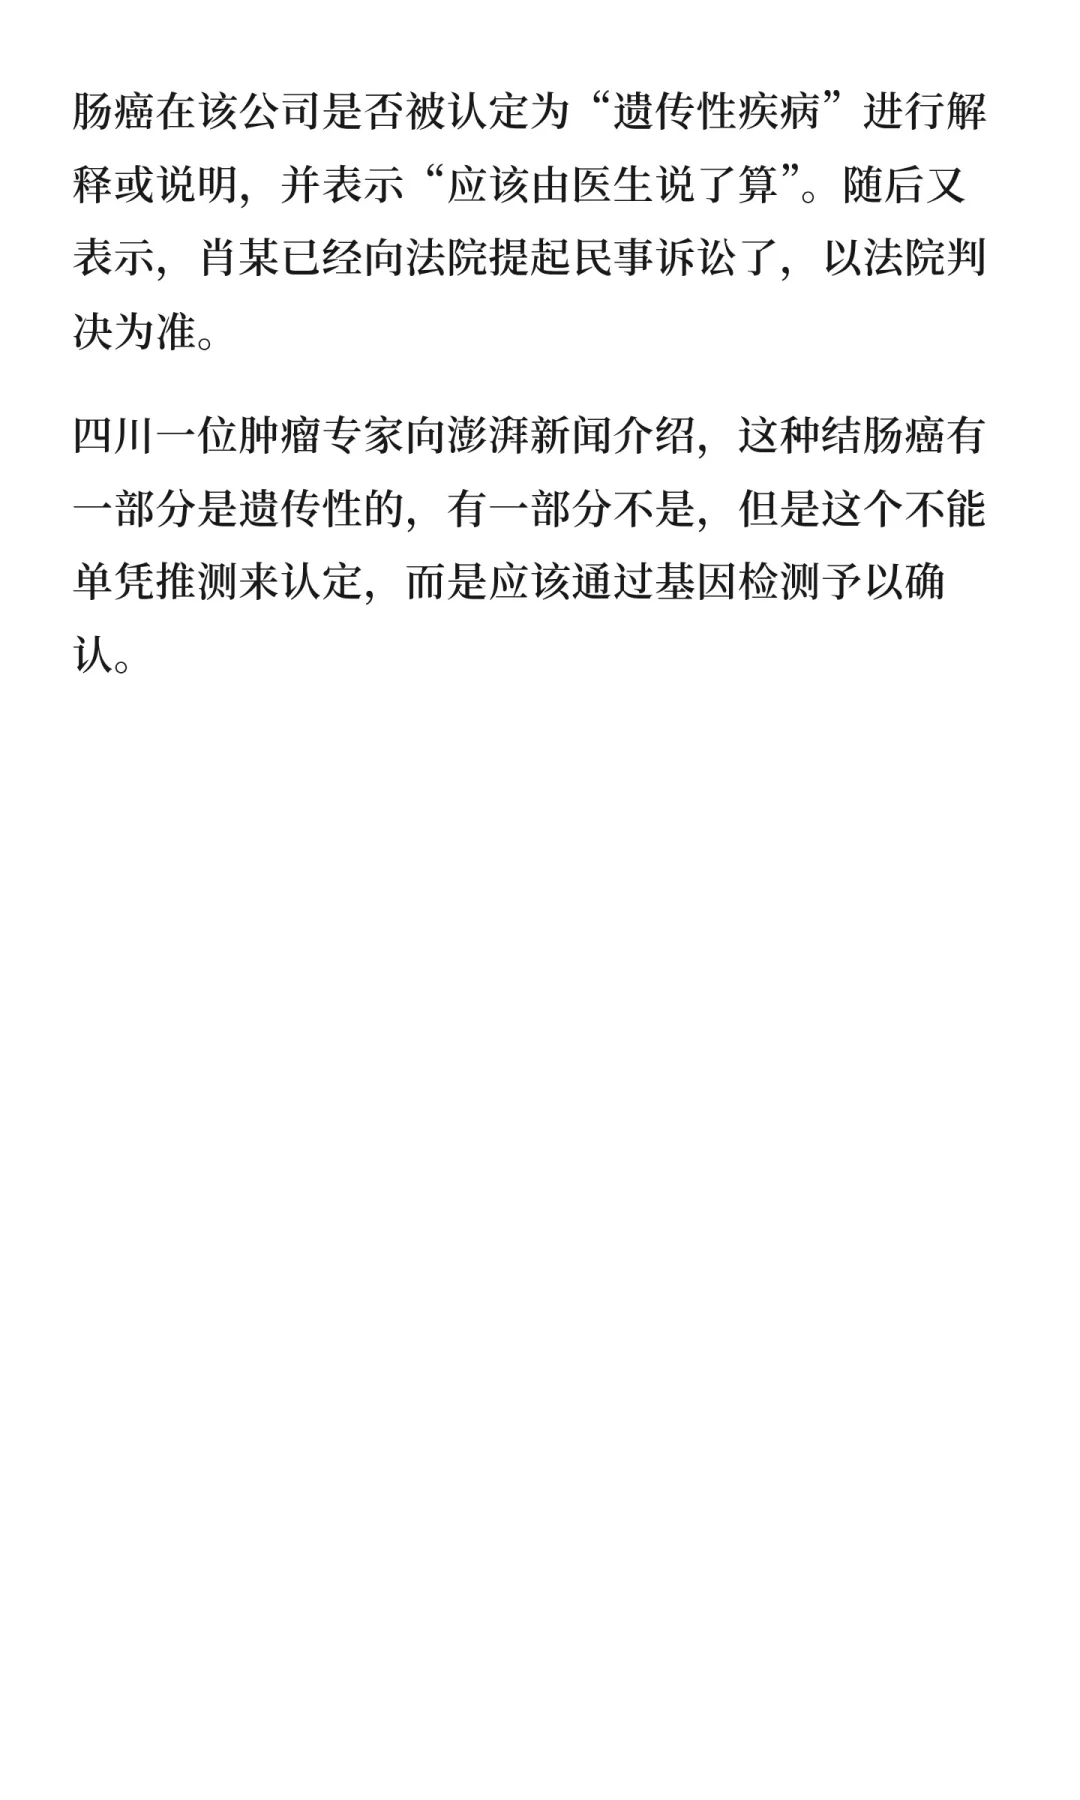 肠癌在该公司是否被认定为“遗传性疾病”进行解
释或说明，并表示“应该由医生说了算”。随后又
表示，肖某已经向法院提起民事诉讼了，以法院判
决为准。
四川一位肿瘤专家向澎湃新闻介绍，这种结肠癌有
一部分是遗传性的，有一部分不是，但是这个不能
单凭推测来认定，而是应该通过基因检测予以确
认。